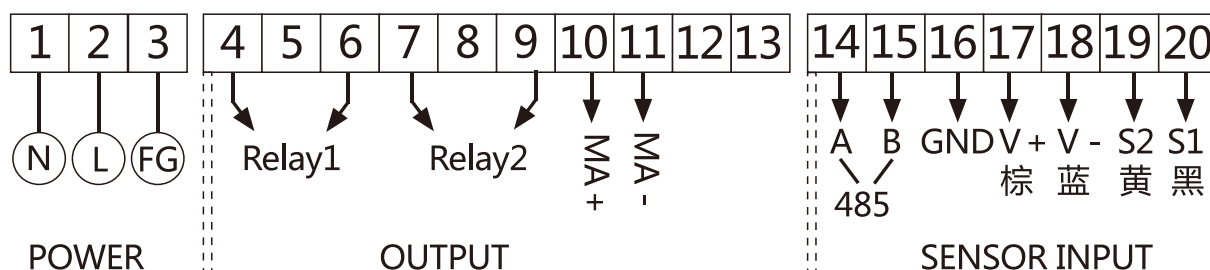 1 2 3 4 5 6 7 8 9 10 11 12 13 14 15 16 17 18 19 20
N L FG Relay1 Relay2 MA+ MA- A B GND V+ V- S2 S1
棕 蓝 黄 黑
485
POWER OUTPUT SENSOR INPUT